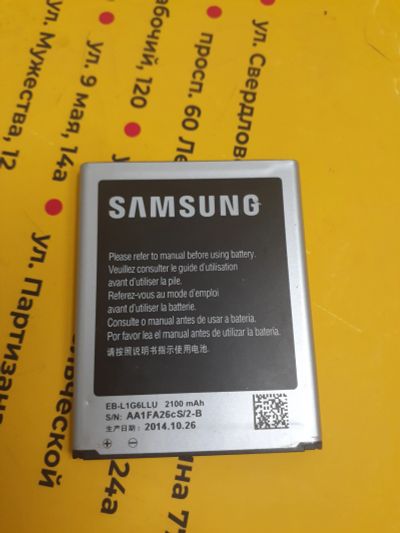 SAMSUNG
Please refer to manual before using battery.
Veuillez consulter le guide d'utilisation
avant d'utiliser la pile.
Referez-vous au mode d'emploi
avant d'utiliser la batterie.
Consulte o manual antes de usar a bateria.
Por favor lea el manual antes de utilizar la batería.
请按照说明书指示使用电池。
EB-L1G6LLU 2100 mAh
S/N: AA1FA26cS/2-B
生产日期: 2014.10.26
ул. Мужества, 12
ул. 9 мая, 14а
бочий, 120
просп. 60 Ле
ул. Свердлов
ул. Партизан
ической
24а
на 7